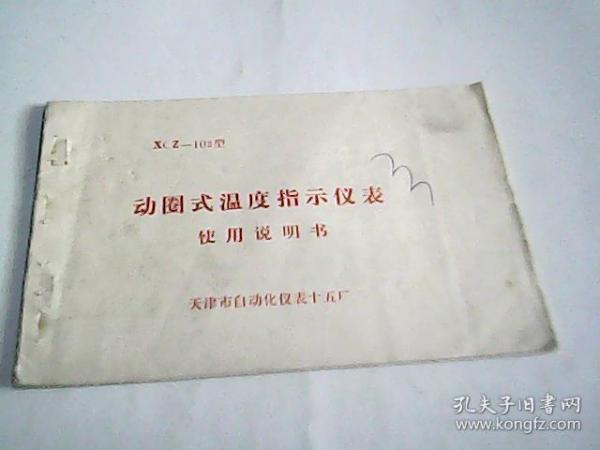 XCZ—102型
动圈式温度指示仪表
使用说明书
天津市自动化仪表十五厂
孔夫子旧书网
www.kongfz.com